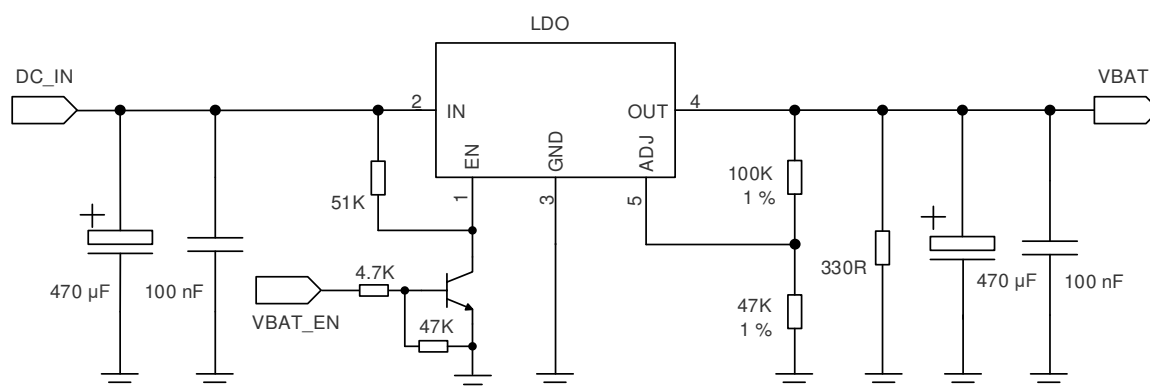 LDO
DC_IN
VBAT
2
IN
OUT
4
EN
GND
ADJ
1
3
5
51K
100K
1 %
470 µF
100 nF
4.7K
VBAT_EN
47K
47K
1 %
330R
+
+
470 µF
100 nF